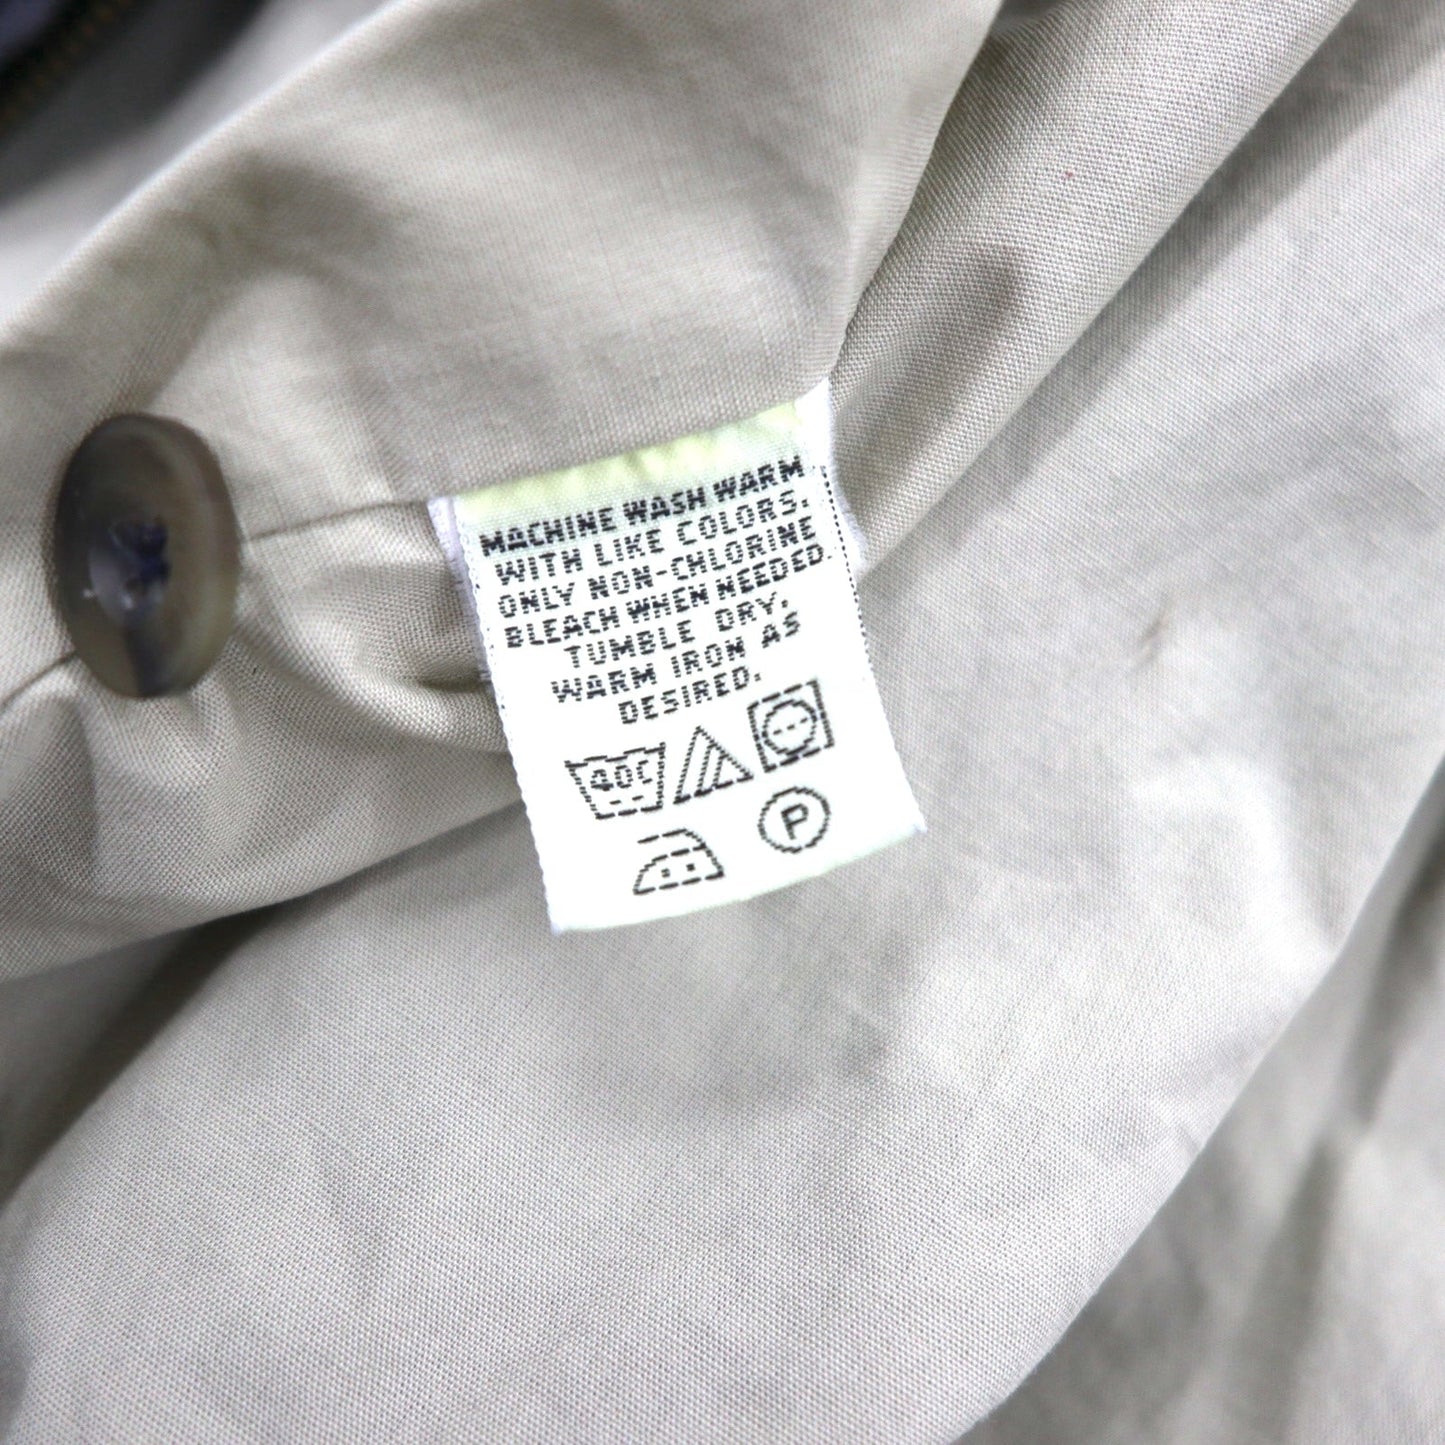 MACHINE WASH WARM
WITH LIKE COLORS.
ONLY NON-CHLORINE
BLEACH WHEN NEEDED.
TUMBLE DRY.
WARM IRON AS
DESIRED.
40C
P